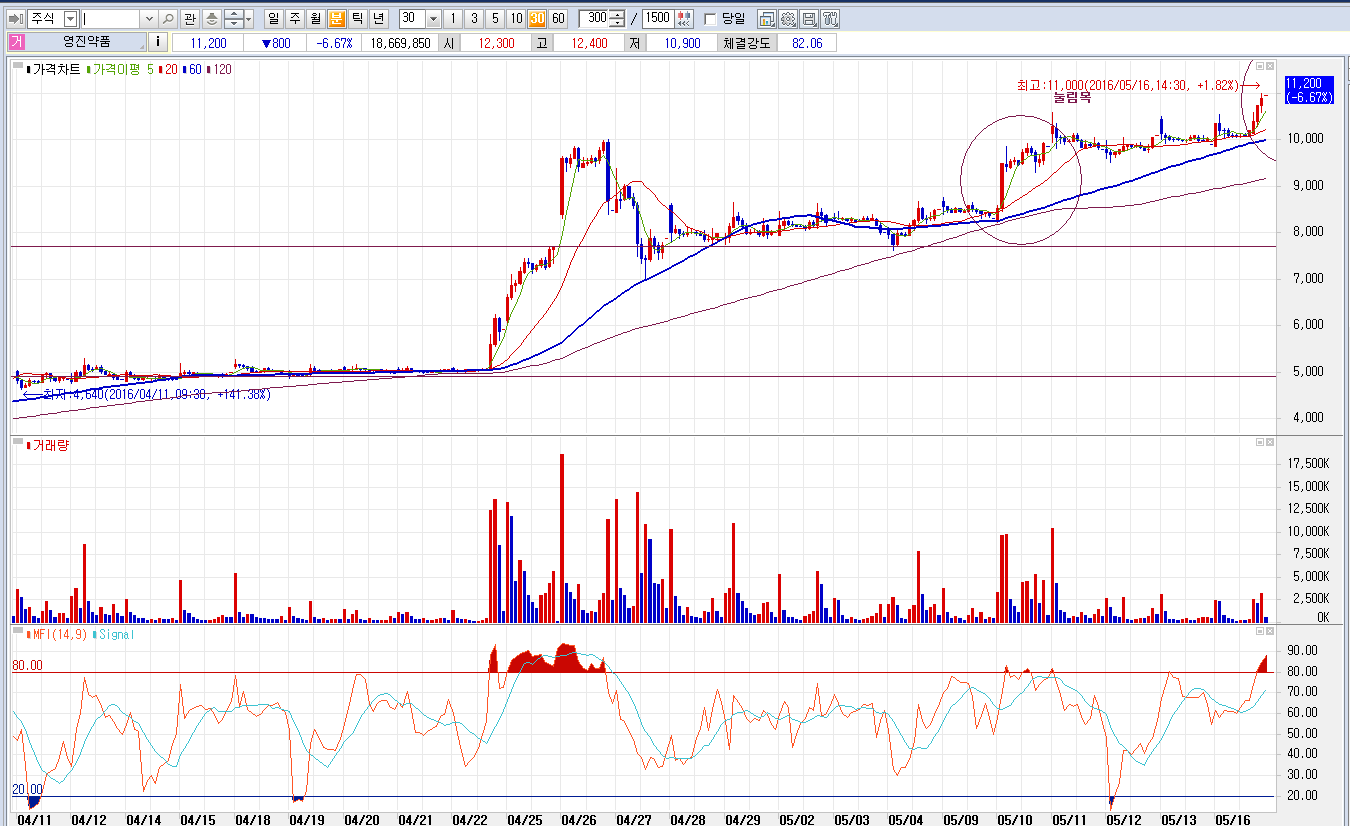 주식 관 일 주 월 분 틱 년 30 1 3 5 10 30 60 300 / 1500 당일
거 영진약품 i 11,200 ▼800 -6.67% 18,669,850 시 12,300 고 12,400 저 10,900 체결강도 82.06
가격차트 가격이평 5 20 60 120
최고:11,000(2016/05/16,14:30, +1.82%)
눌림목
11,200
(-6.67%)
10,000
9,000
8,000
7,000
6,000
5,000
4,000
최저:4,640(2016/04/11,09:30, +141.38%)
거래량
17,500K
15,000K
12,500K
10,000K
7,500K
5,000K
2,500K
0K
MFI(14,9) Signal
80.00
20.00
90.00
80.00
70.00
60.00
50.00
40.00
30.00
20.00
04/11 04/12 04/14 04/15 04/18 04/19 04/20 04/21 04/22 04/25 04/26 04/27 04/28 04/29 05/02 05/03 05/04 05/09 05/10 05/11 05/12 05/13 05/16